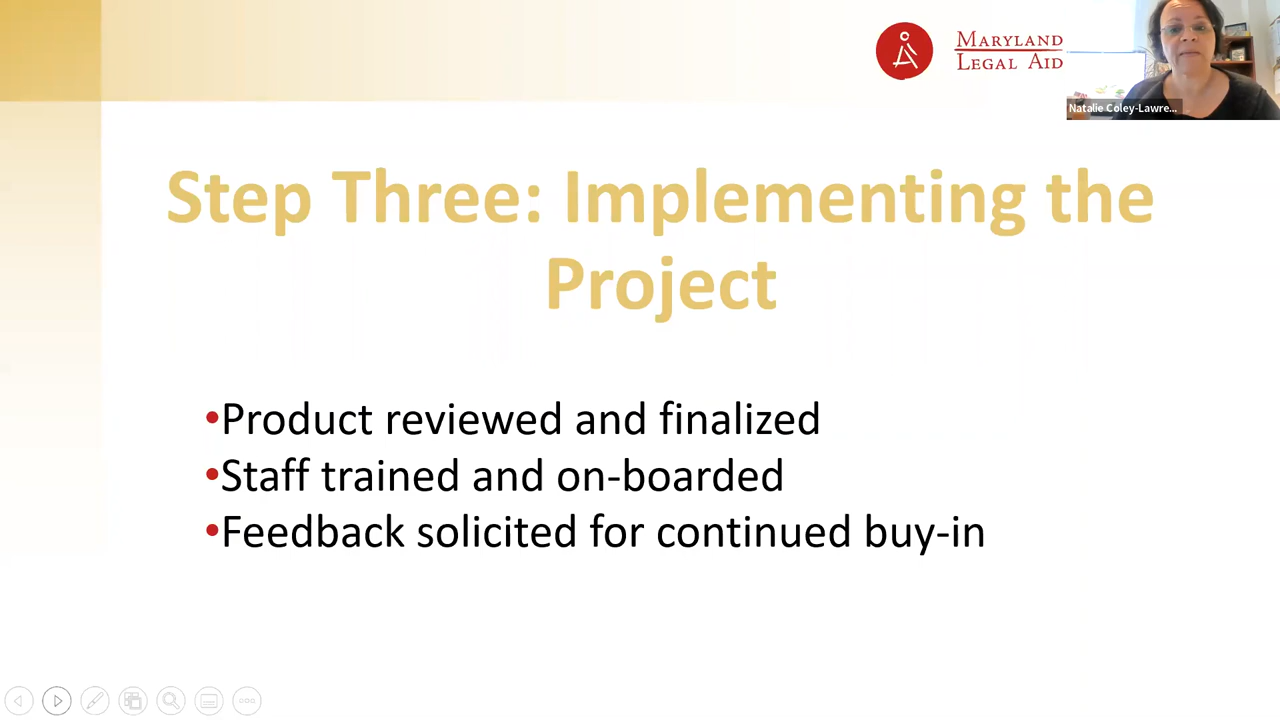 MARYLAND
LEGAL AID
Natalie Coley-Lawre...
Step Three: Implementing the
Project
•Product reviewed and finalized
•Staff trained and on-boarded
•Feedback solicited for continued buy-in